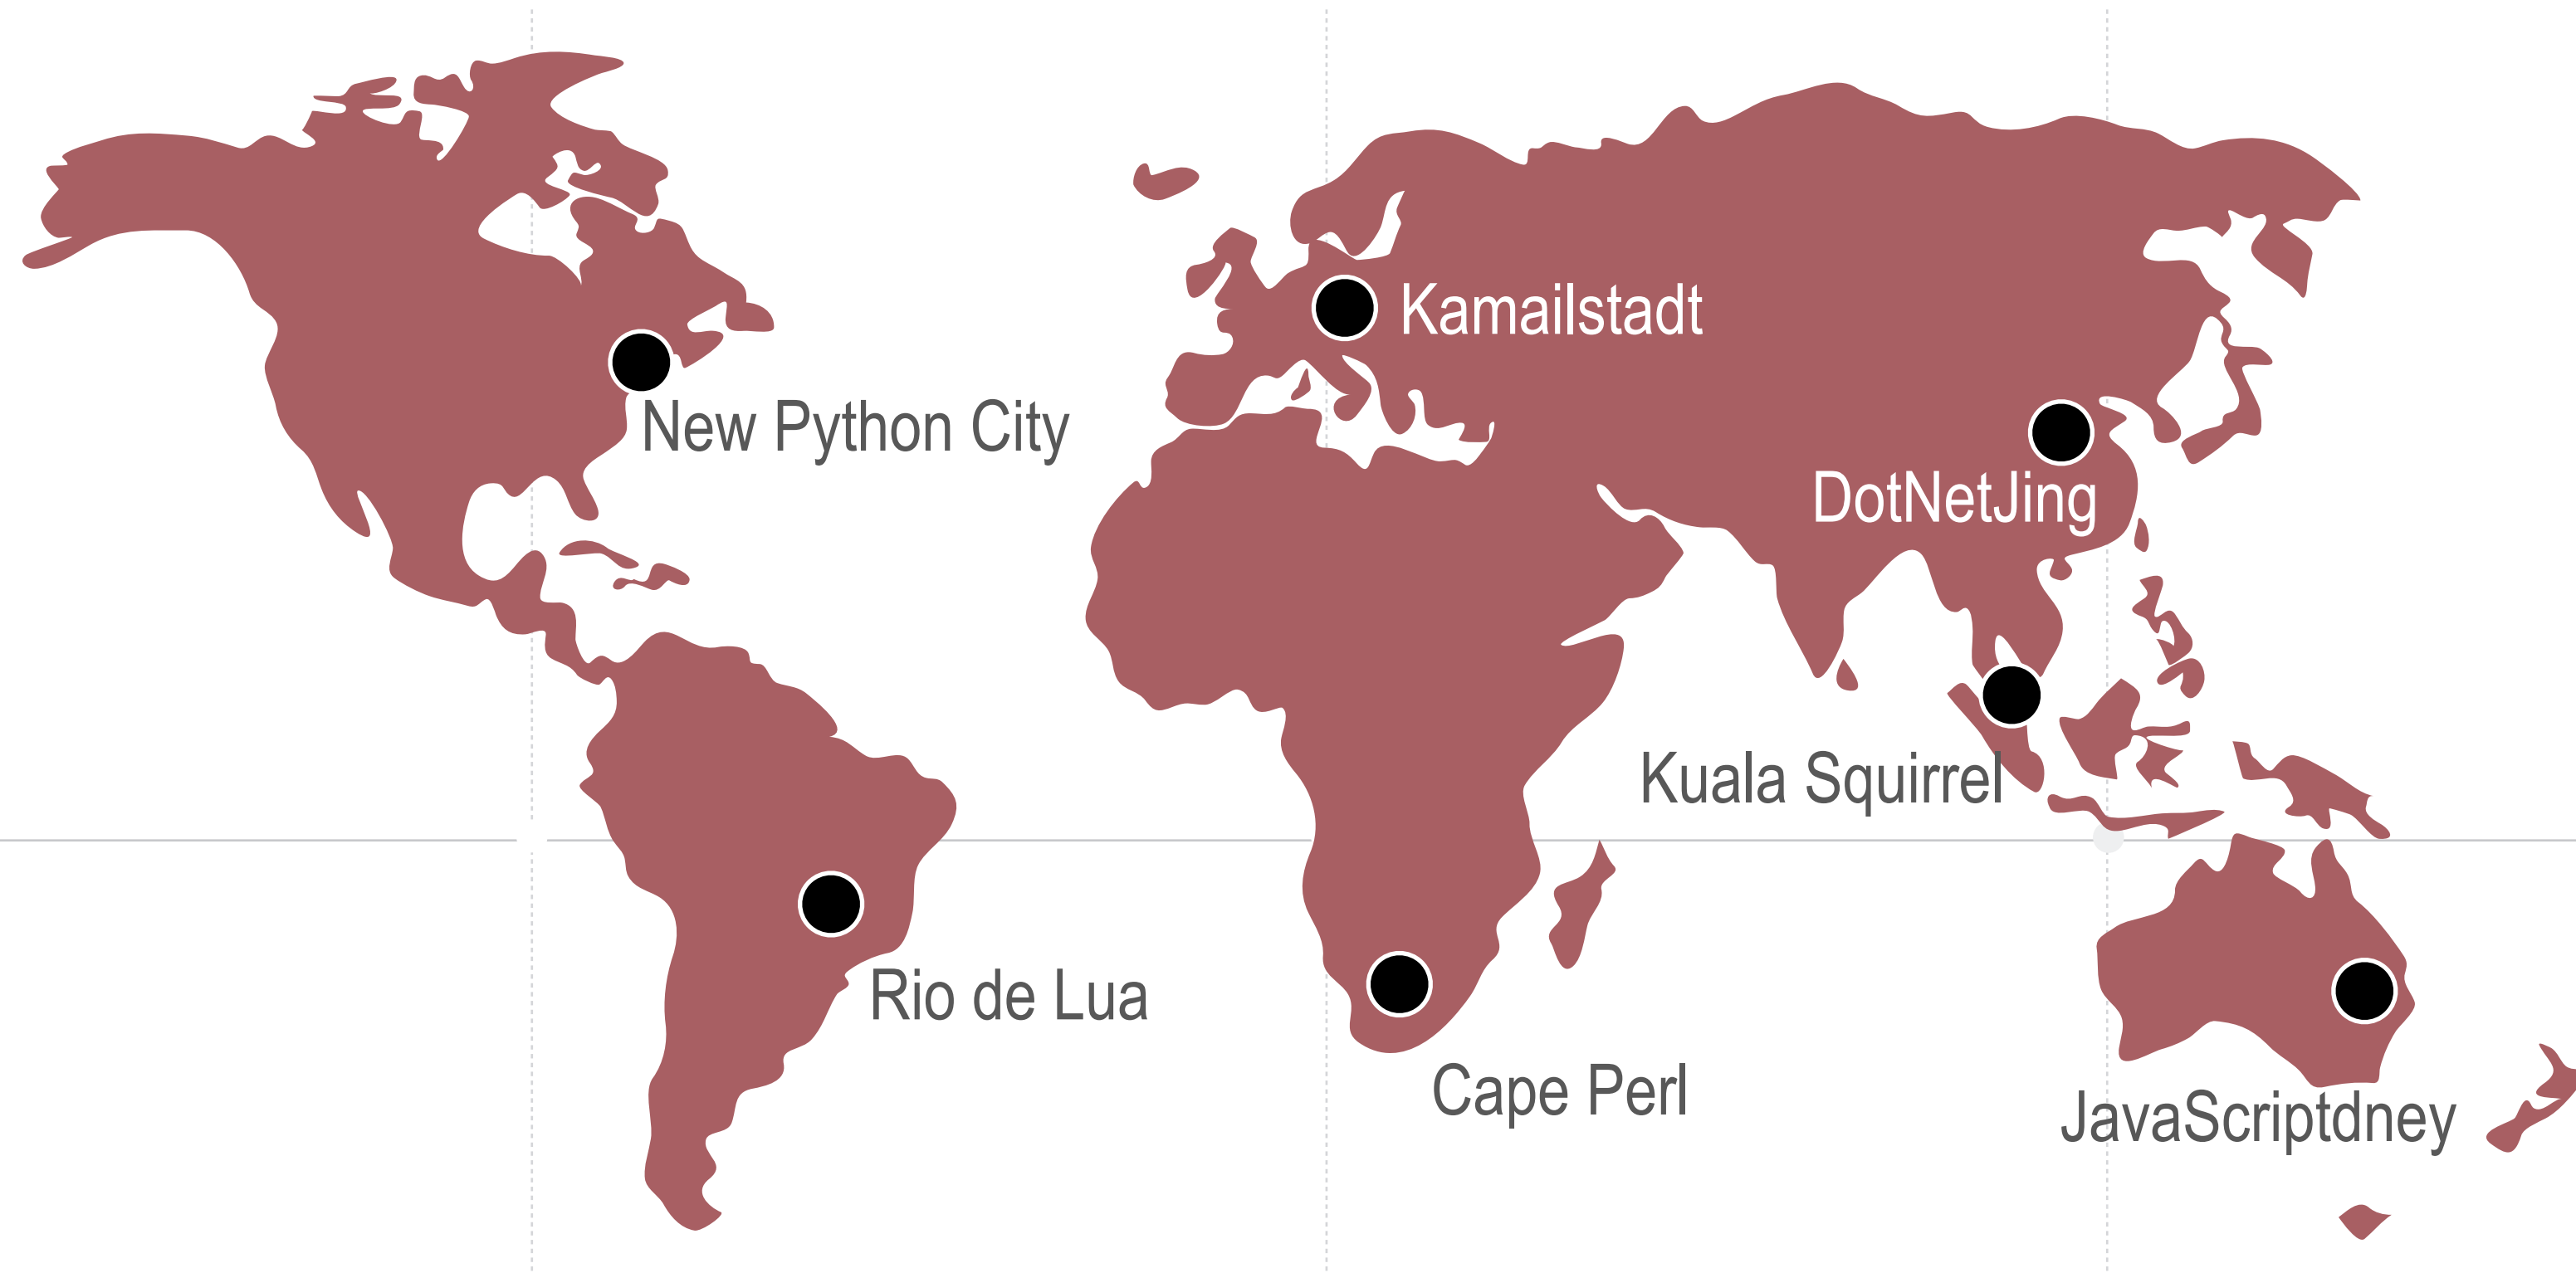 Kamailstadt
New Python City
DotNetJing
Kuala Squirrel
Rio de Lua
Cape Perl
JavaScriptdney